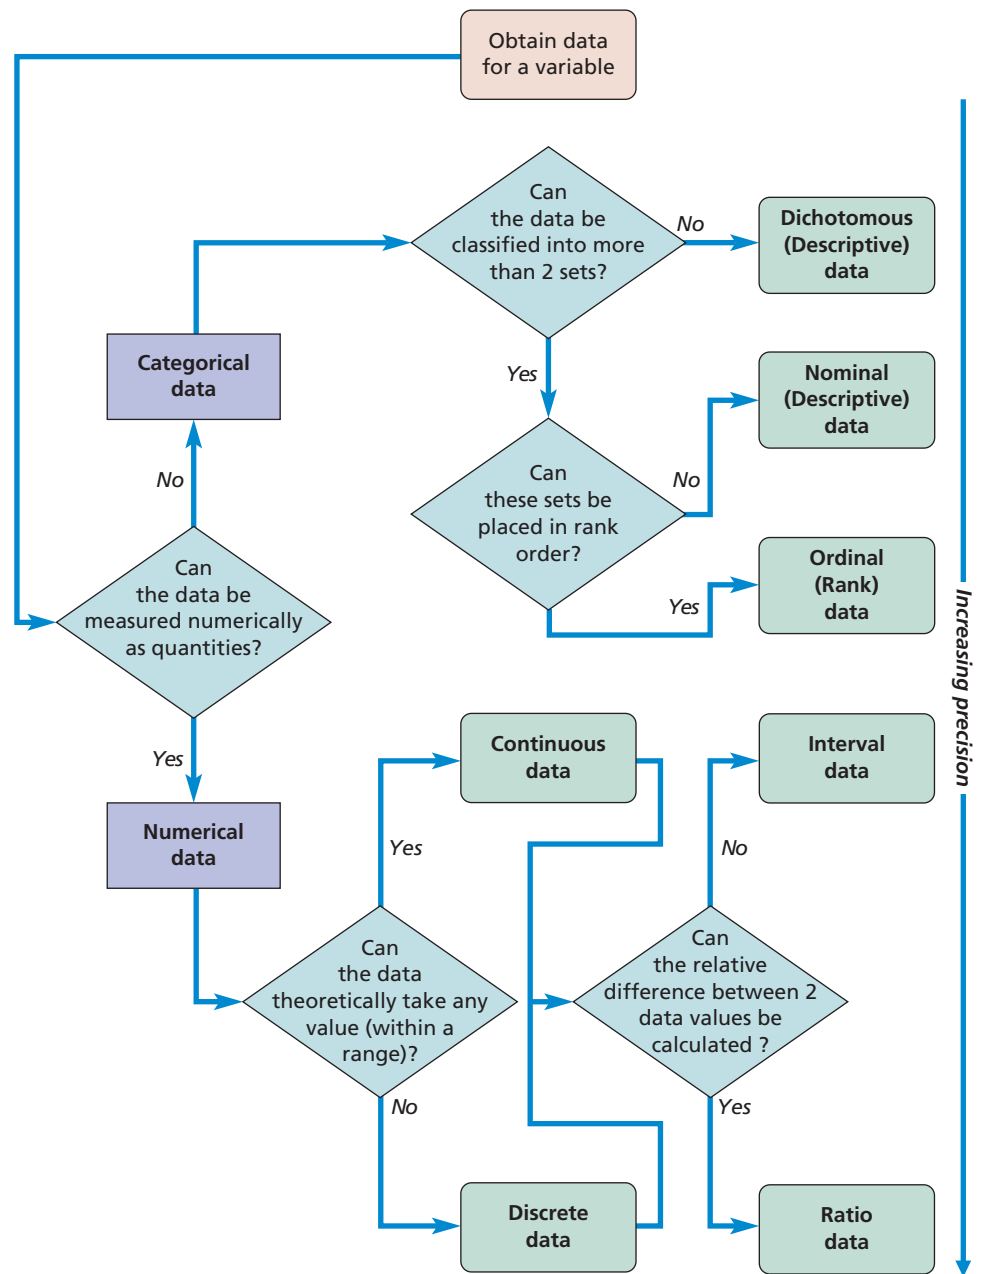 Obtain data
for a variable
Can
the data be
classified into more
than 2 sets?
No
Dichotomous
(Descriptive)
data
Categorical
data
Yes
Nominal
(Descriptive)
data
No
Can
these sets be
placed in rank
order?
No
Ordinal
(Rank)
data
Yes
Can
the data be
measured numerically
as quantities?
Increasing precision
Yes
Numerical
data
Continuous
data
Interval
data
Yes
No
Can
the data
theoretically take any
value (within a
range)?
Can
the relative
difference between 2
data values be
calculated ?
No
Yes
Discrete
data
Ratio
data